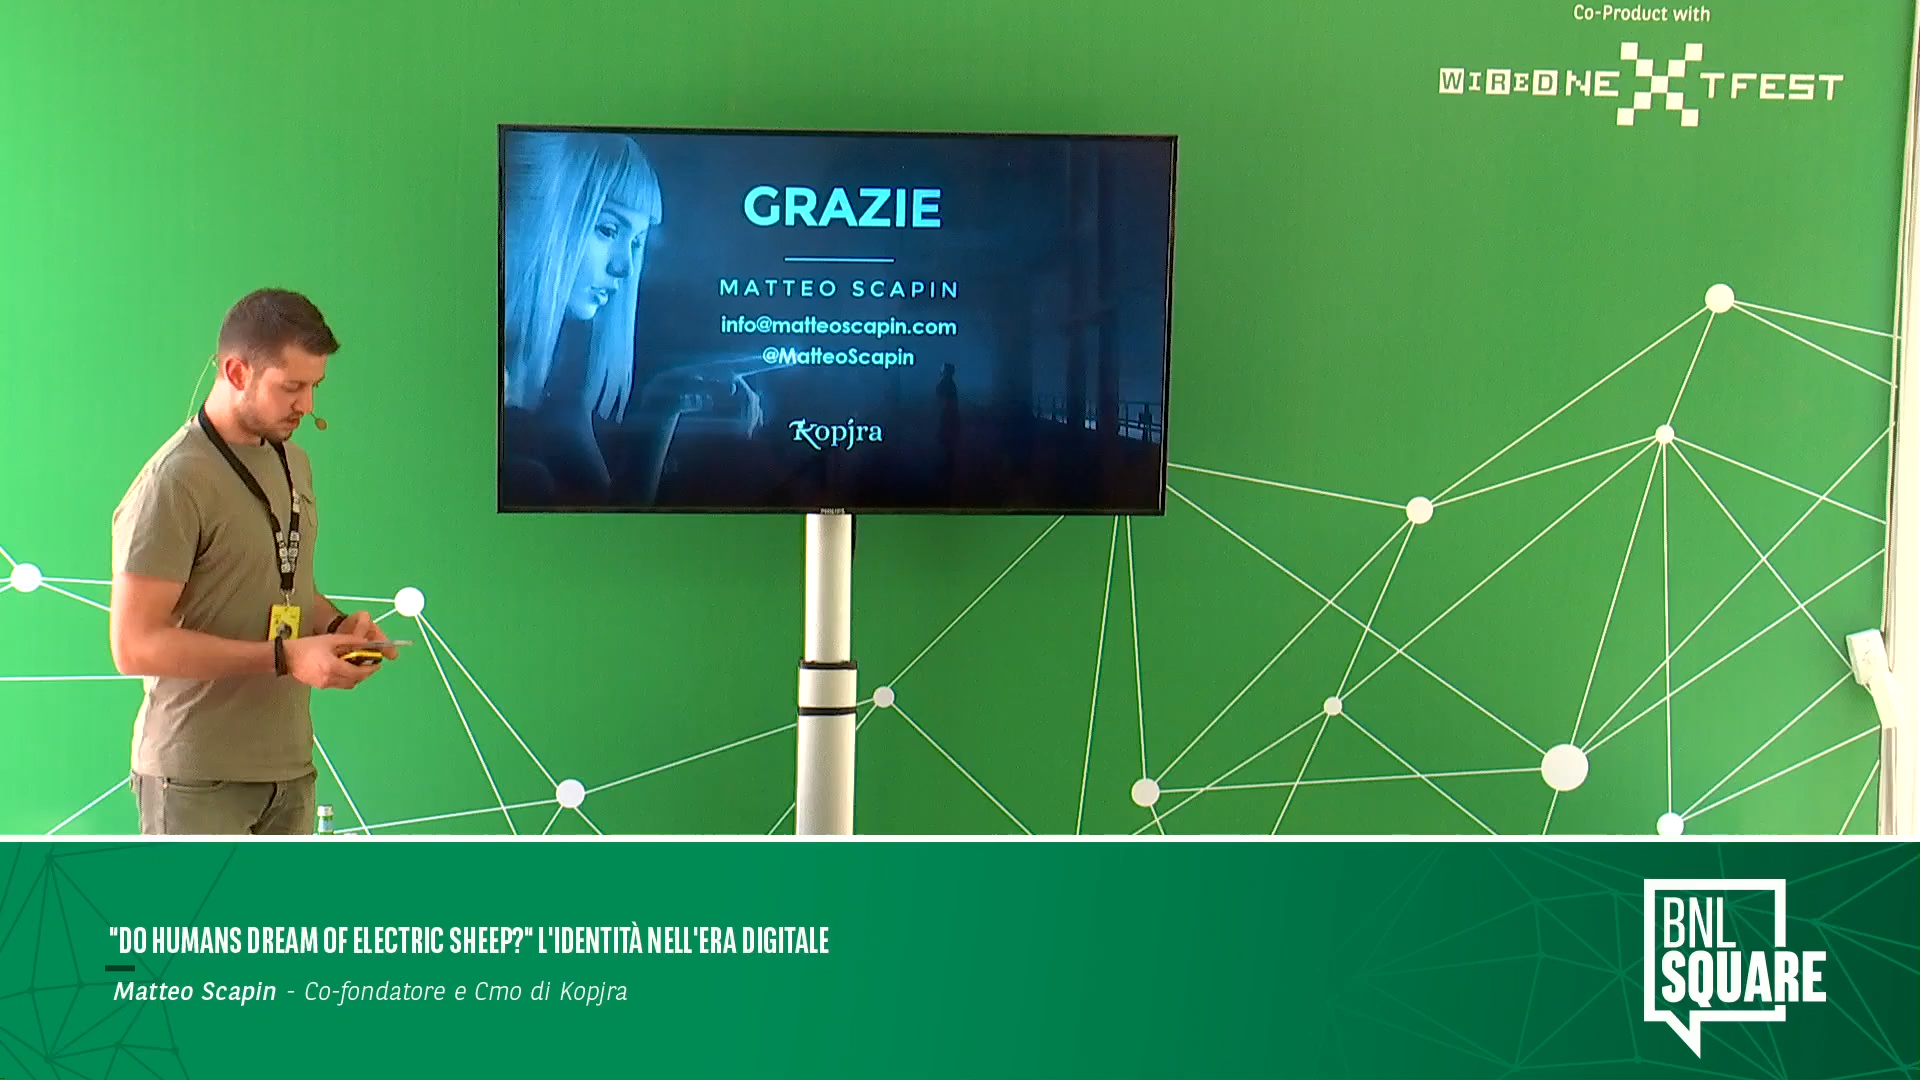 Co-Product with
WIRED NEXTFEST
GRAZIE
MATTEO SCAPIN
info@matteoscapin.com
@MatteoScapin
Kopjra
PHILIPS
"DO HUMANS DREAM OF ELECTRIC SHEEP?" L'IDENTITÀ NELL'ERA DIGITALE
Matteo Scapin - Co-fondatore e Cmo di Kopjra
BNL
SQUARE